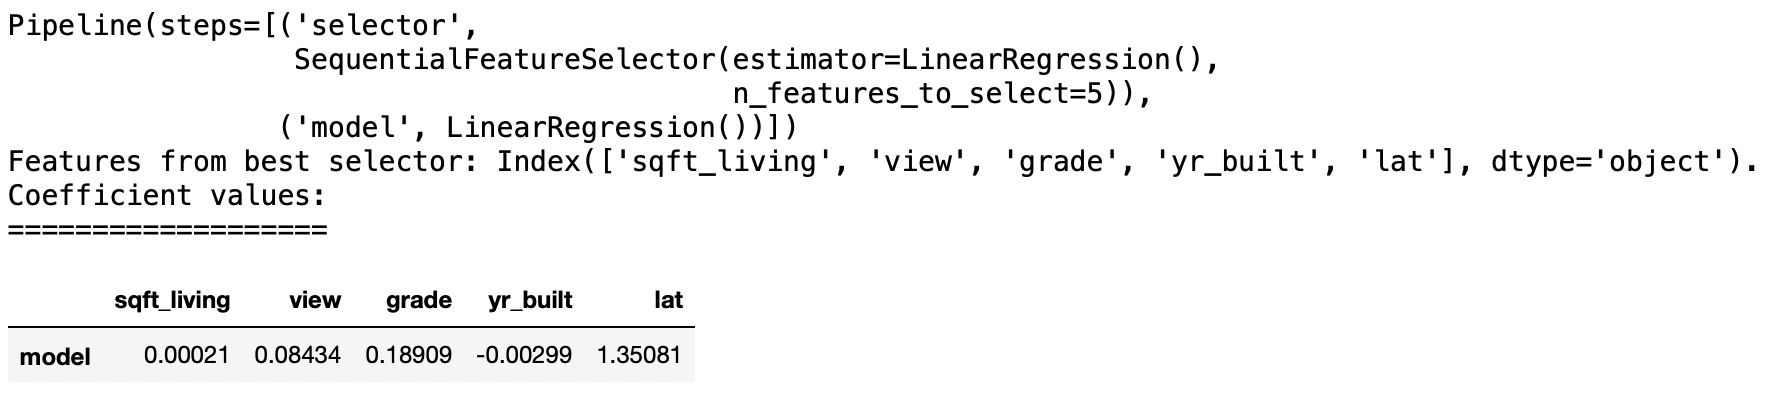 Pipeline(steps=[('selector',
                 SequentialFeatureSelector(estimator=LinearRegression(),
                                           n_features_to_select=5)),
                ('model', LinearRegression())])
Features from best selector: Index(['sqft_living', 'view', 'grade', 'yr_built', 'lat'], dtype='object').
Coefficient values:
===================
sqft_living view grade yr_built lat
model 0.00021 0.08434 0.18909 -0.00299 1.35081